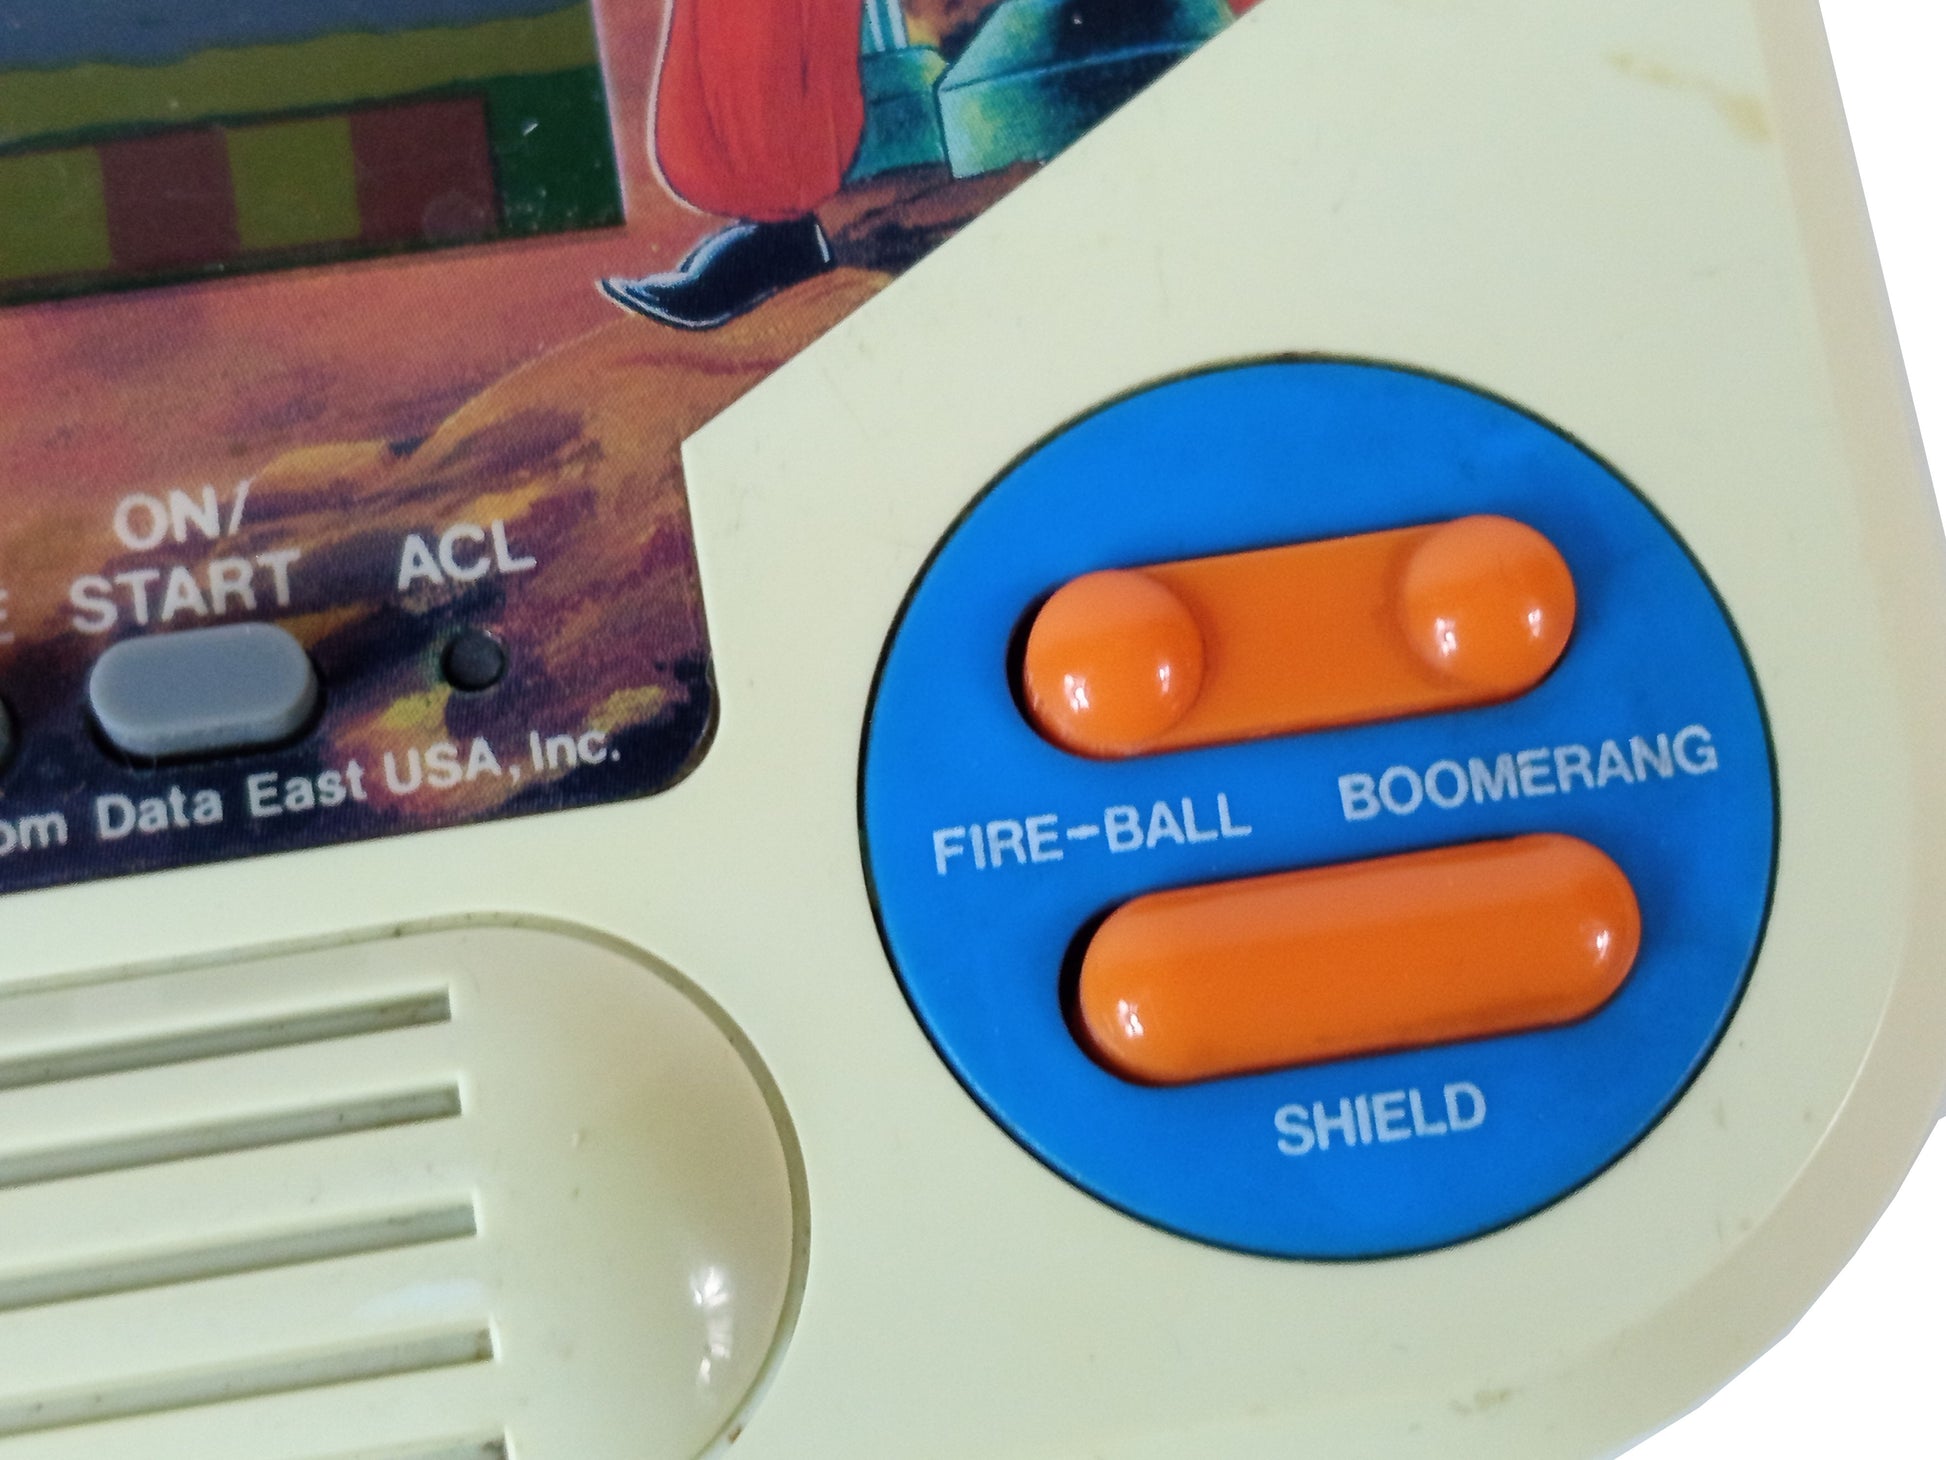 ON/
START
ACL
Data East USA, Inc.
FIRE-BALL
BOOMERANG
SHIELD